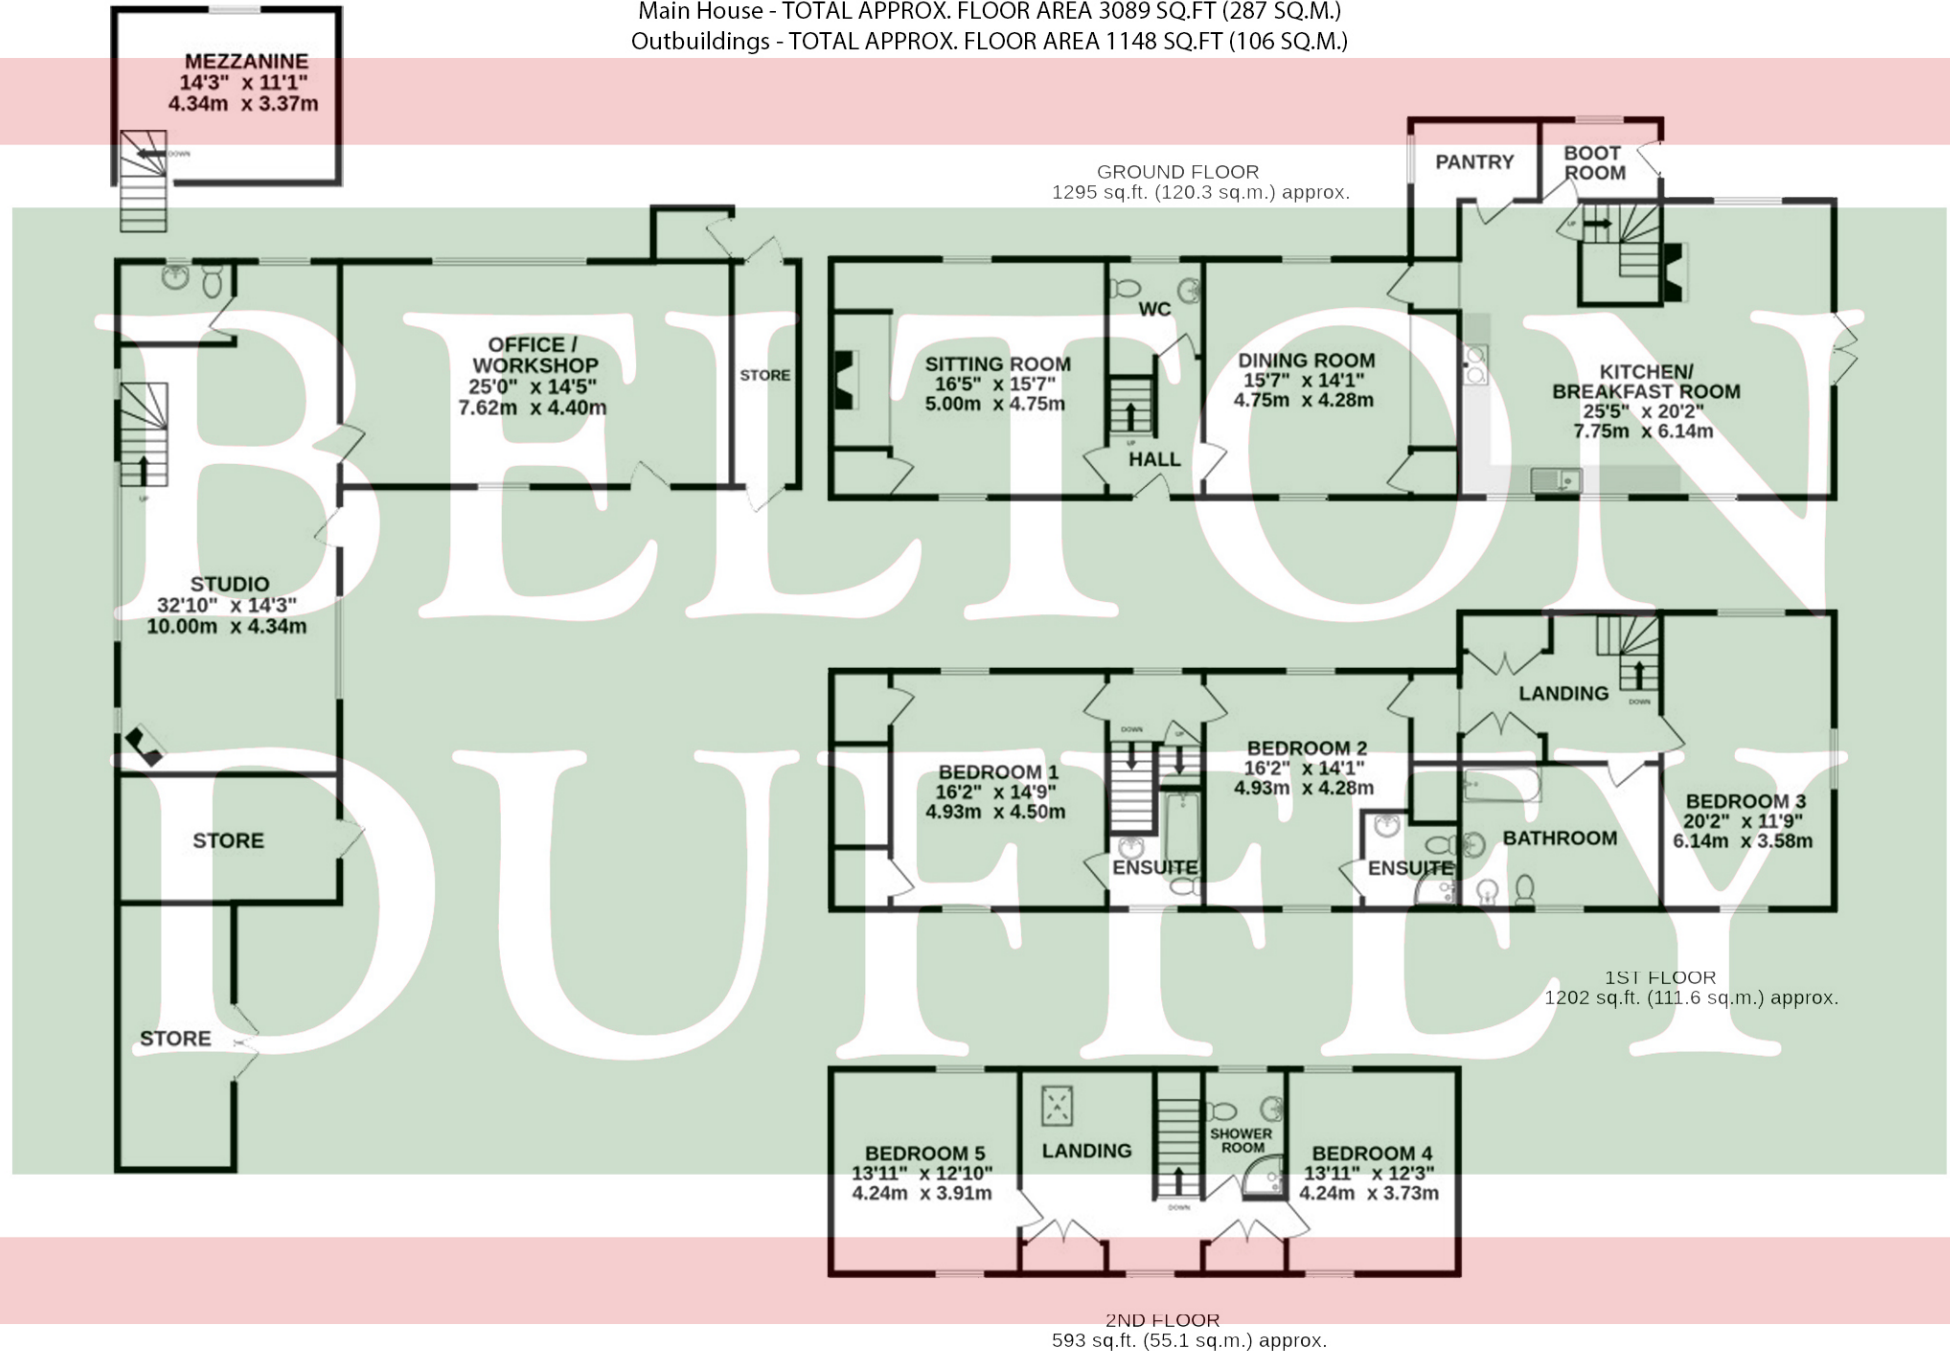 Main House - TOTAL APPROX. FLOOR AREA 3089 SQ.FT (287 SQ.M.)
Outbuildings - TOTAL APPROX. FLOOR AREA 1148 SQ.FT (106 SQ.M.)
MEZZANINE
14'3" x 11'1"
4.34m x 3.37m
DOWN
GROUND FLOOR
1295 sq.ft. (120.3 sq.m.) approx.
PANTRY
BOOT
ROOM
UP
OFFICE /
WORKSHOP
25'0" x 14'5"
7.62m x 4.40m
STORE
UP
STUDIO
32'10" x 14'3"
10.00m x 4.34m
STORE
STORE
SITTING ROOM
16'5" x 15'7"
5.00m x 4.75m
WC
UP
HALL
DINING ROOM
15'7" x 14'1"
4.75m x 4.28m
KITCHEN/
BREAKFAST ROOM
25'5" x 20'2"
7.75m x 6.14m
BELTON
DUFFEY
BEDROOM 1
16'2" x 14'9"
4.93m x 4.50m
DOWN
UP
ENSUITE
BEDROOM 2
16'2" x 14'1"
4.93m x 4.28m
ENSUITE
LANDING
DOWN
BATHROOM
BEDROOM 3
20'2" x 11'9"
6.14m x 3.58m
1ST FLOOR
1202 sq.ft. (111.6 sq.m.) approx.
BEDROOM 5
13'11" x 12'10"
4.24m x 3.91m
LANDING
DOWN
SHOWER
ROOM
BEDROOM 4
13'11" x 12'3"
4.24m x 3.73m
2ND FLOOR
593 sq.ft. (55.1 sq.m.) approx.